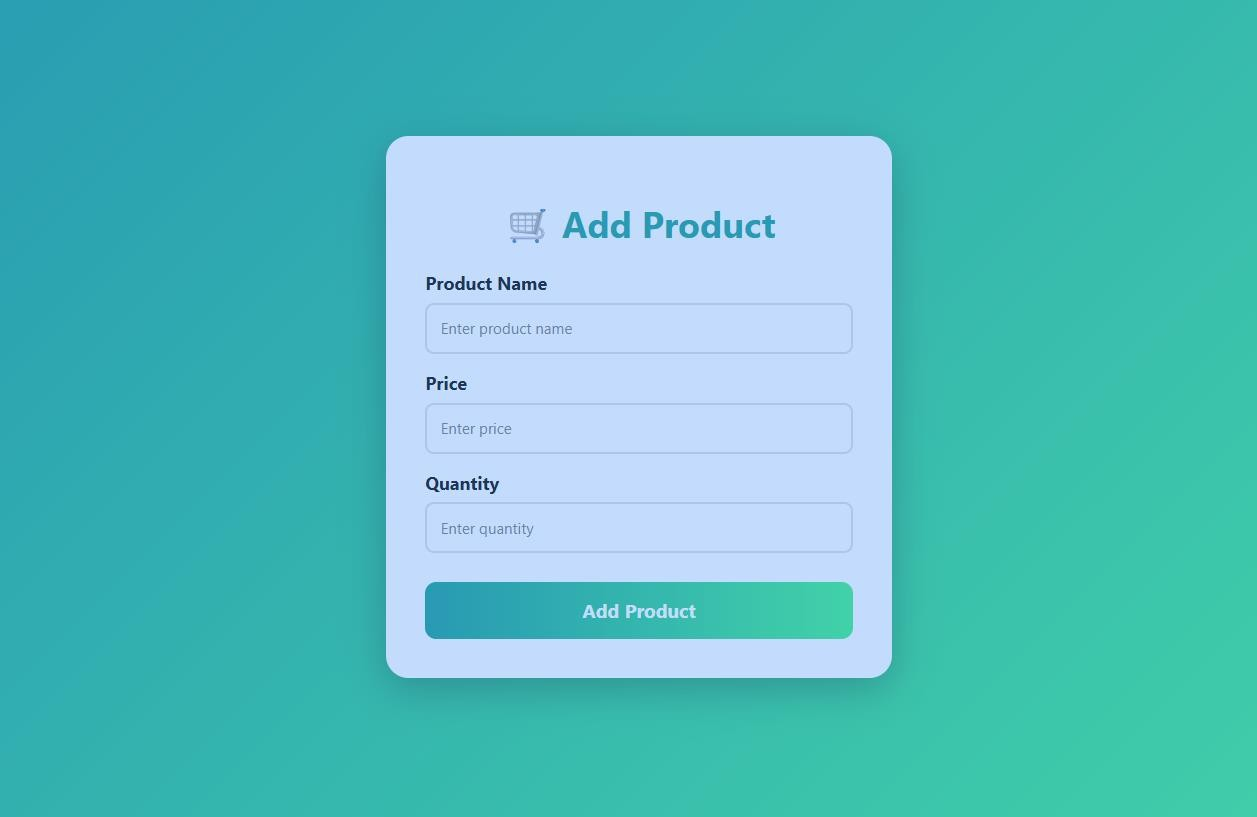 Add Product
Product Name
Enter product name
Price
Enter price
Quantity
Enter quantity
Add Product